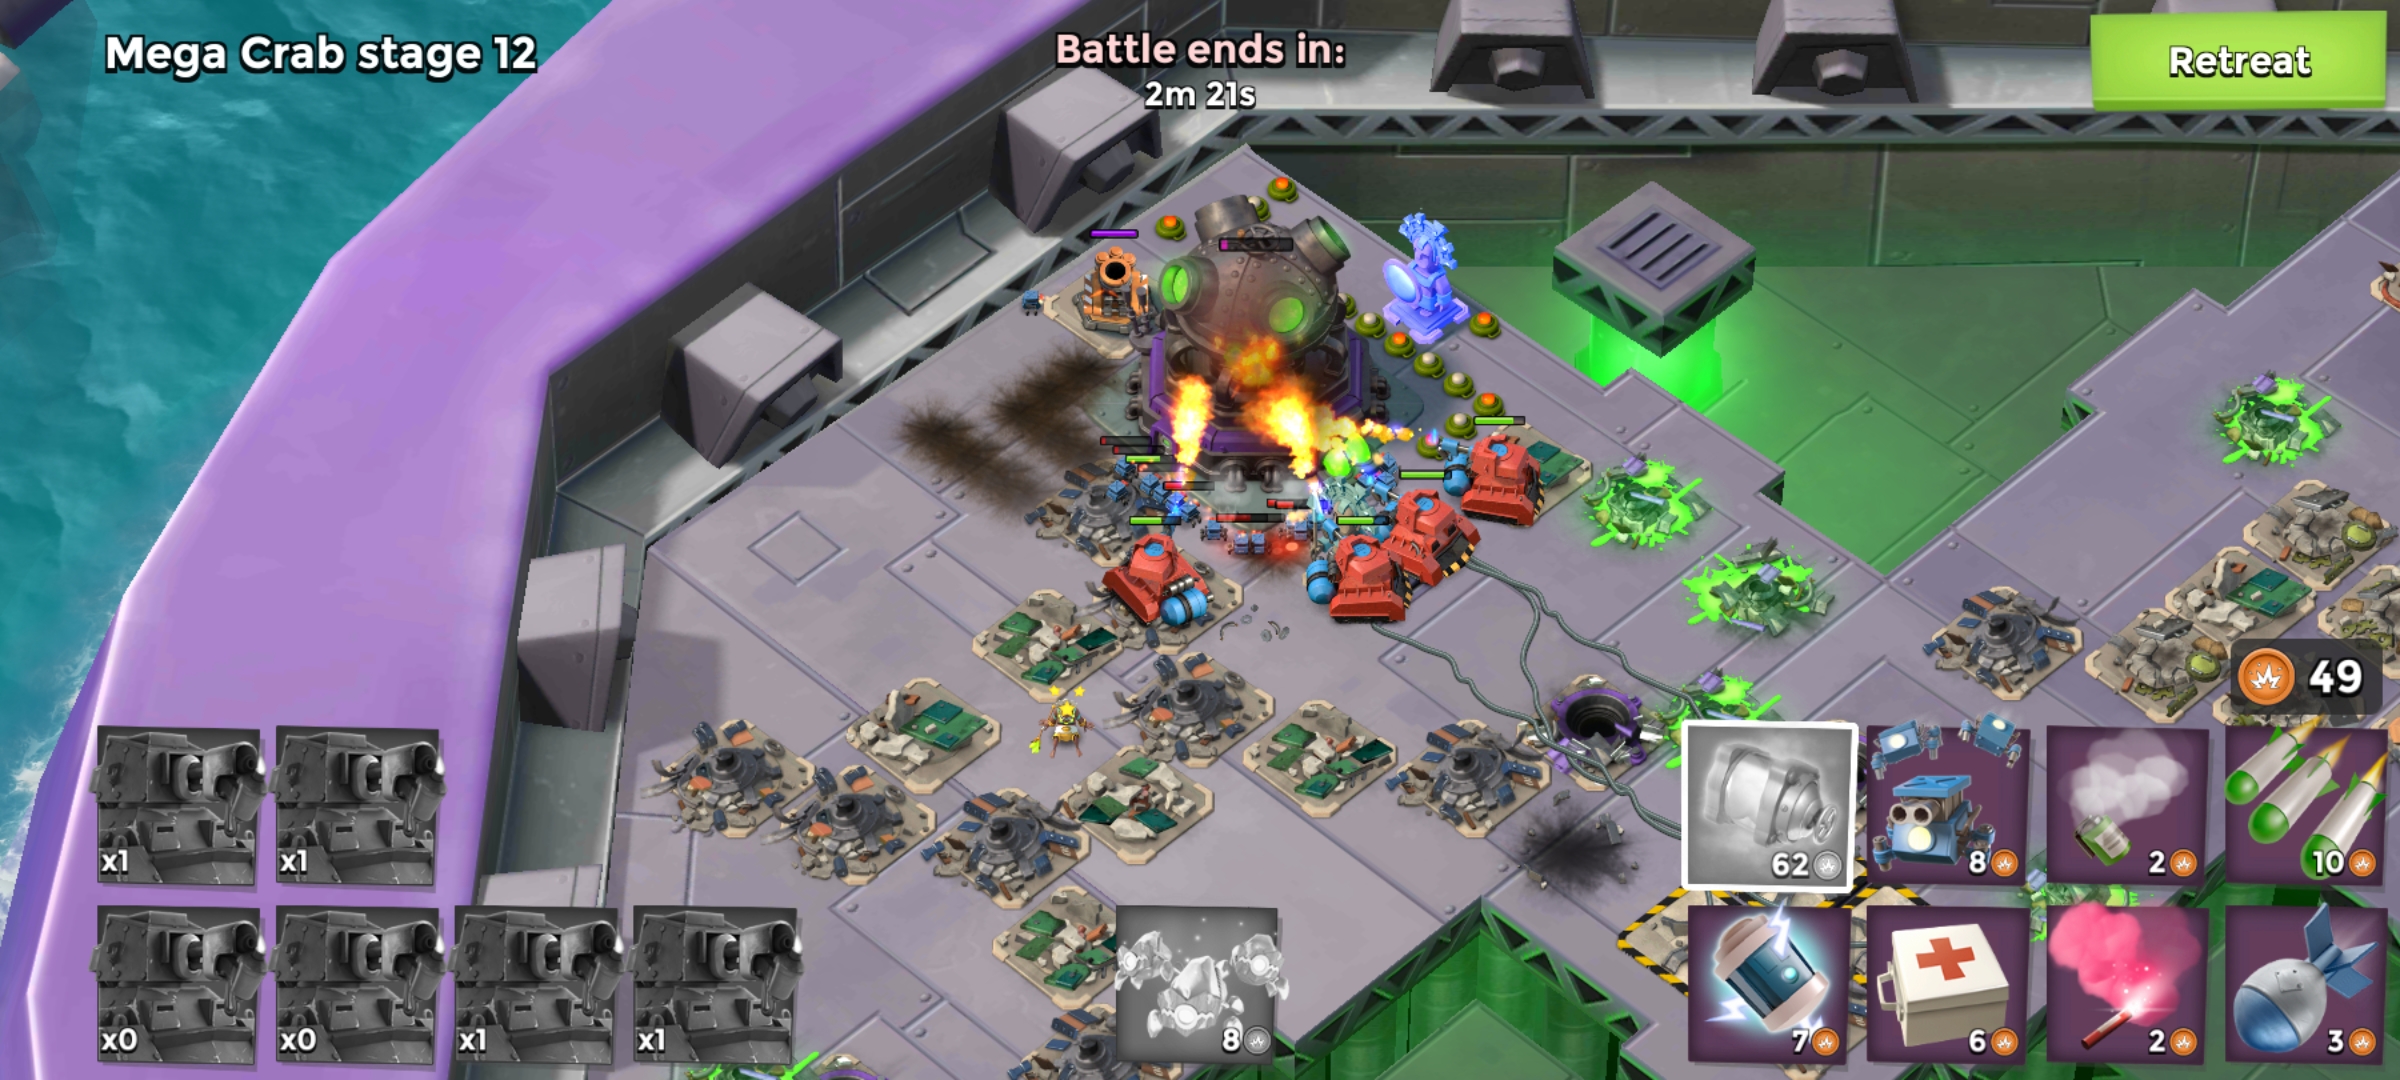 Mega Crab stage 12
Battle ends in:
2m 21s
Retreat
49
x1
x1
62
8
2
10
x0
x0
x1
x1
8
7
6
2
3